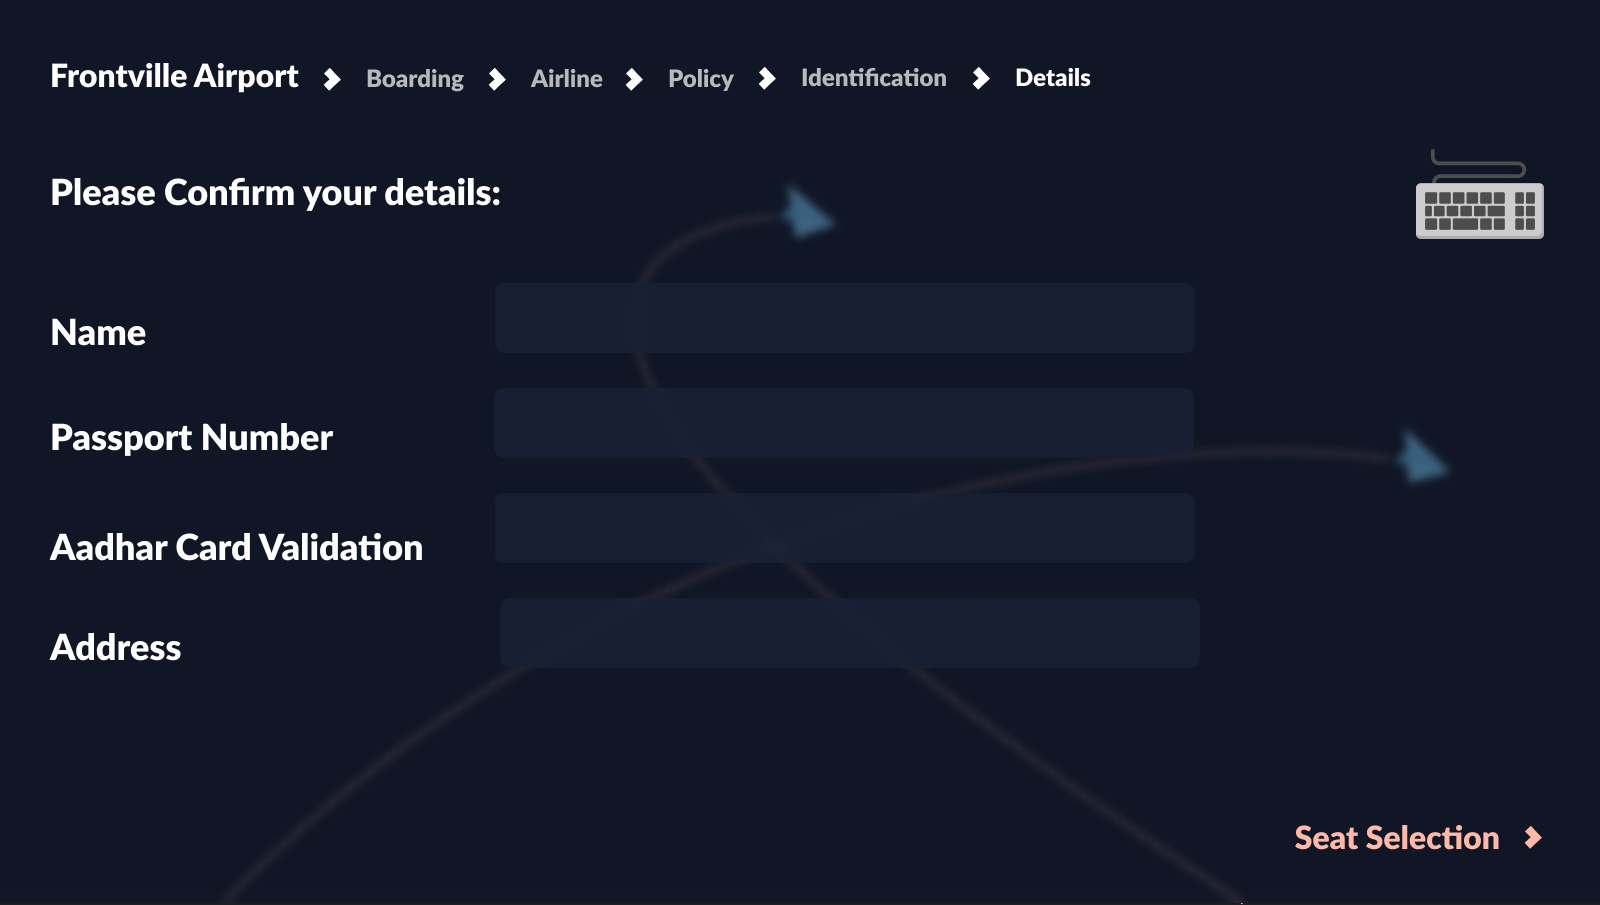 Frontville Airport Boarding Airline Policy Identification Details
Please Confirm your details:
Name
Passport Number
Aadhar Card Validation
Address
Seat Selection